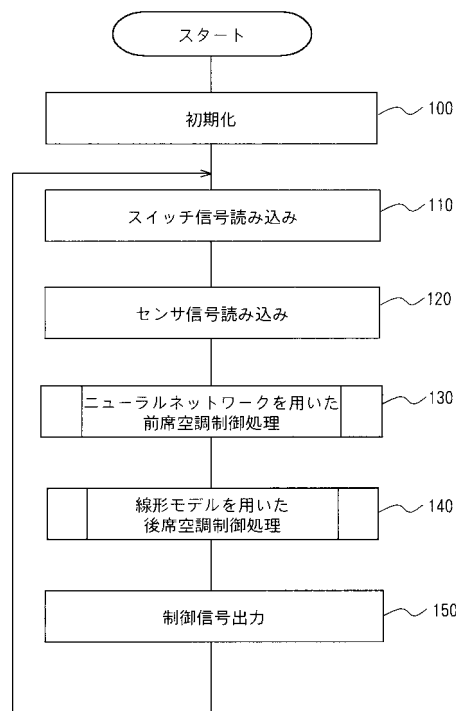 スタート
初期化
100
スイッチ信号読み込み
110
センサ信号読み込み
120
ニューラルネットワークを用いた
前席空調制御処理
130
線形モデルを用いた
後席空調制御処理
140
制御信号出力
150